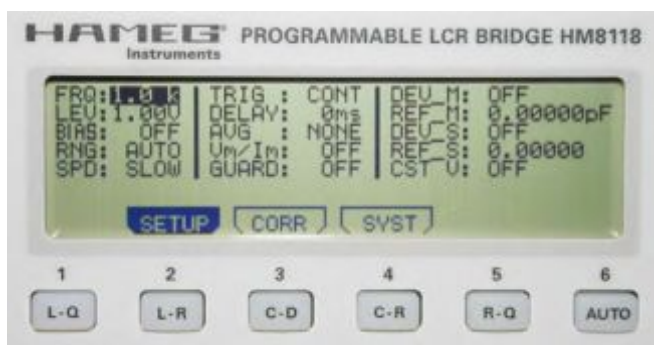 HAMEG Instruments PROGRAMMABLE LCR BRIDGE HM8118
FRQ:1.0 k TRIG : CONT DEV_M: OFF
LEV:1.00V DELAY: 0ms REF_M: 0.00000pF
BIAS: OFF AVG : NONE DEV_S: OFF
RNG: AUTO Vm/Im: OFF REF_S: 0.00000
SPD: SLOW GUARD: OFF CST V: OFF
SETUP CORR SYST
1 2 3 4 5 6
L-Q L-R C-D C-R R-Q AUTO